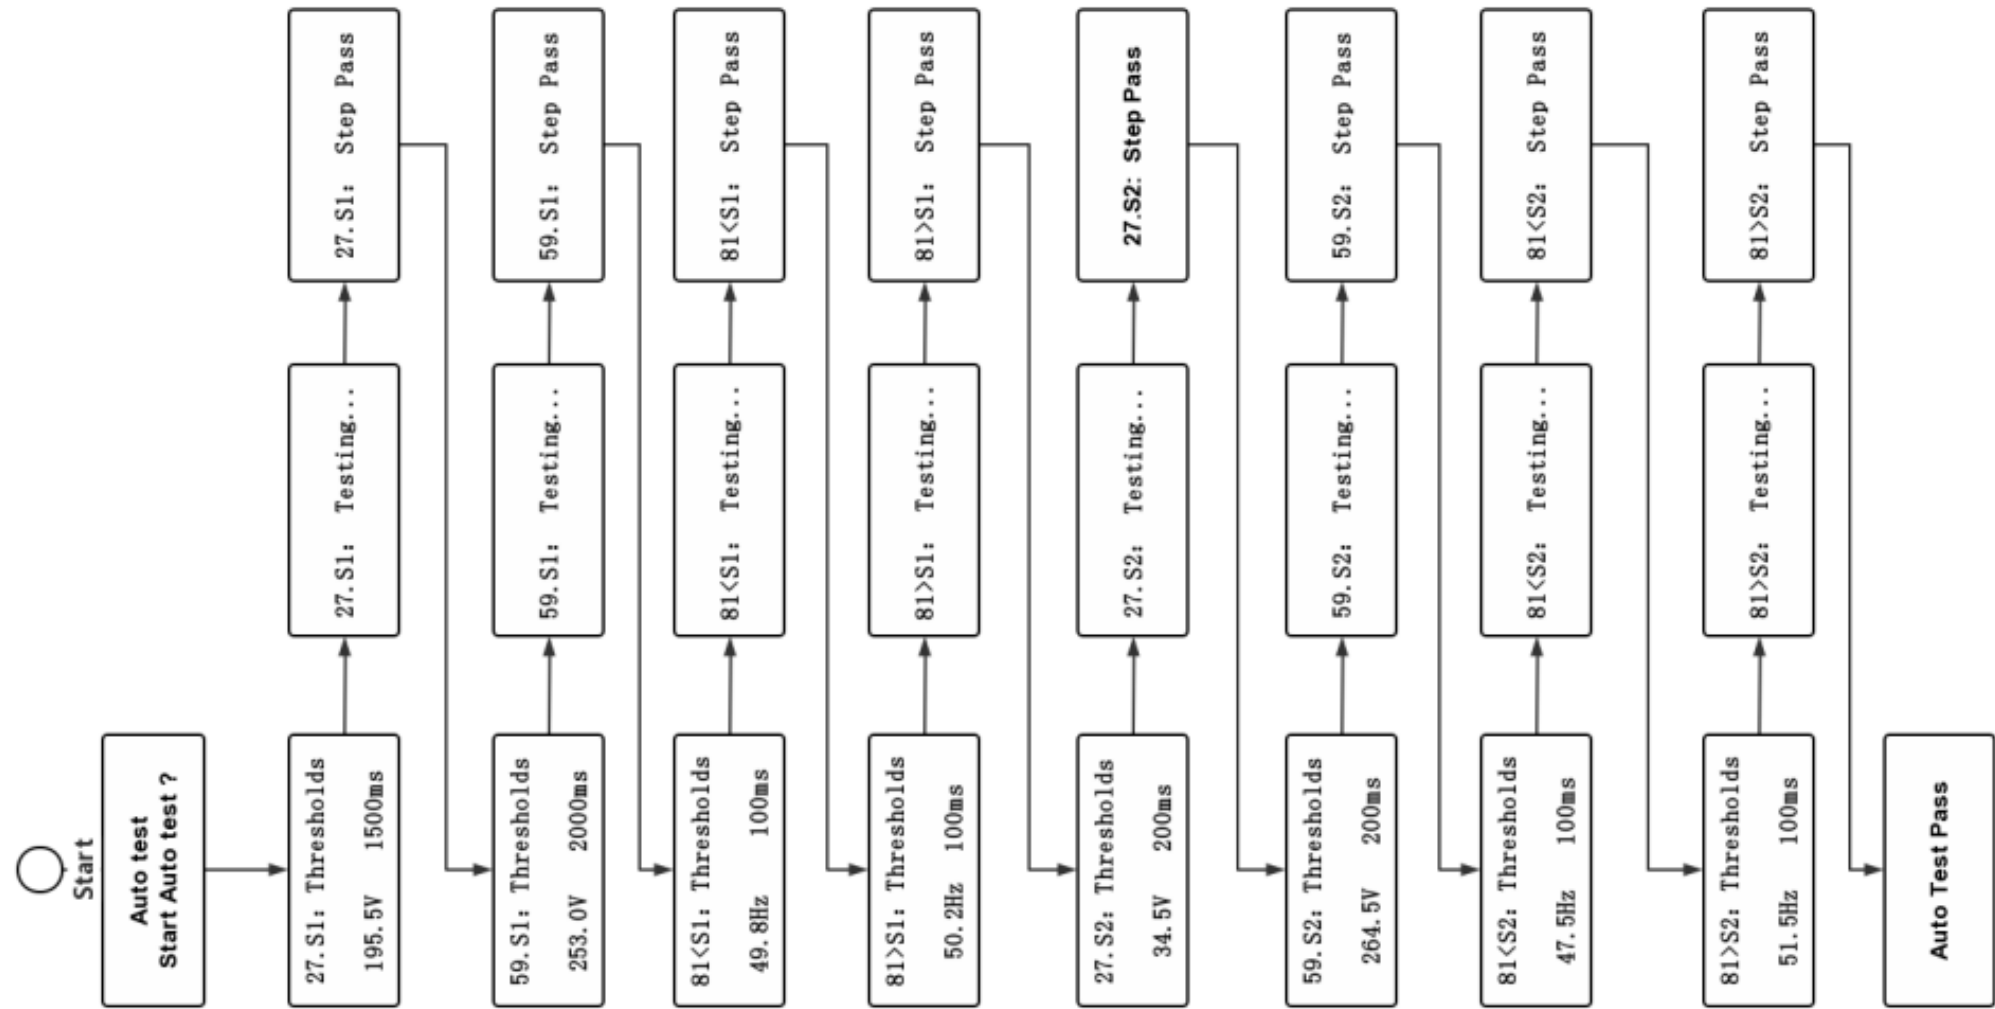 Start
Auto test
Start Auto test ?
27.S1: Thresholds
195.5V 1500ms
27.S1: Testing...
27.S1: Step Pass
59.S1: Thresholds
253.0V 2000ms
59.S1: Testing...
59.S1: Step Pass
81<S1: Thresholds
49.8Hz 100ms
81<S1: Testing...
81<S1: Step Pass
81>S1: Thresholds
50.2Hz 100ms
81>S1: Testing...
81>S1: Step Pass
27.S2: Thresholds
34.5V 200ms
27.S2: Testing...
27.S2: Step Pass
59.S2: Thresholds
264.5V 200ms
59.S2: Testing...
59.S2: Step Pass
81<S2: Thresholds
47.5Hz 100ms
81<S2: Testing...
81<S2: Step Pass
81>S2: Thresholds
51.5Hz 100ms
81>S2: Testing...
81>S2: Step Pass
Auto Test Pass